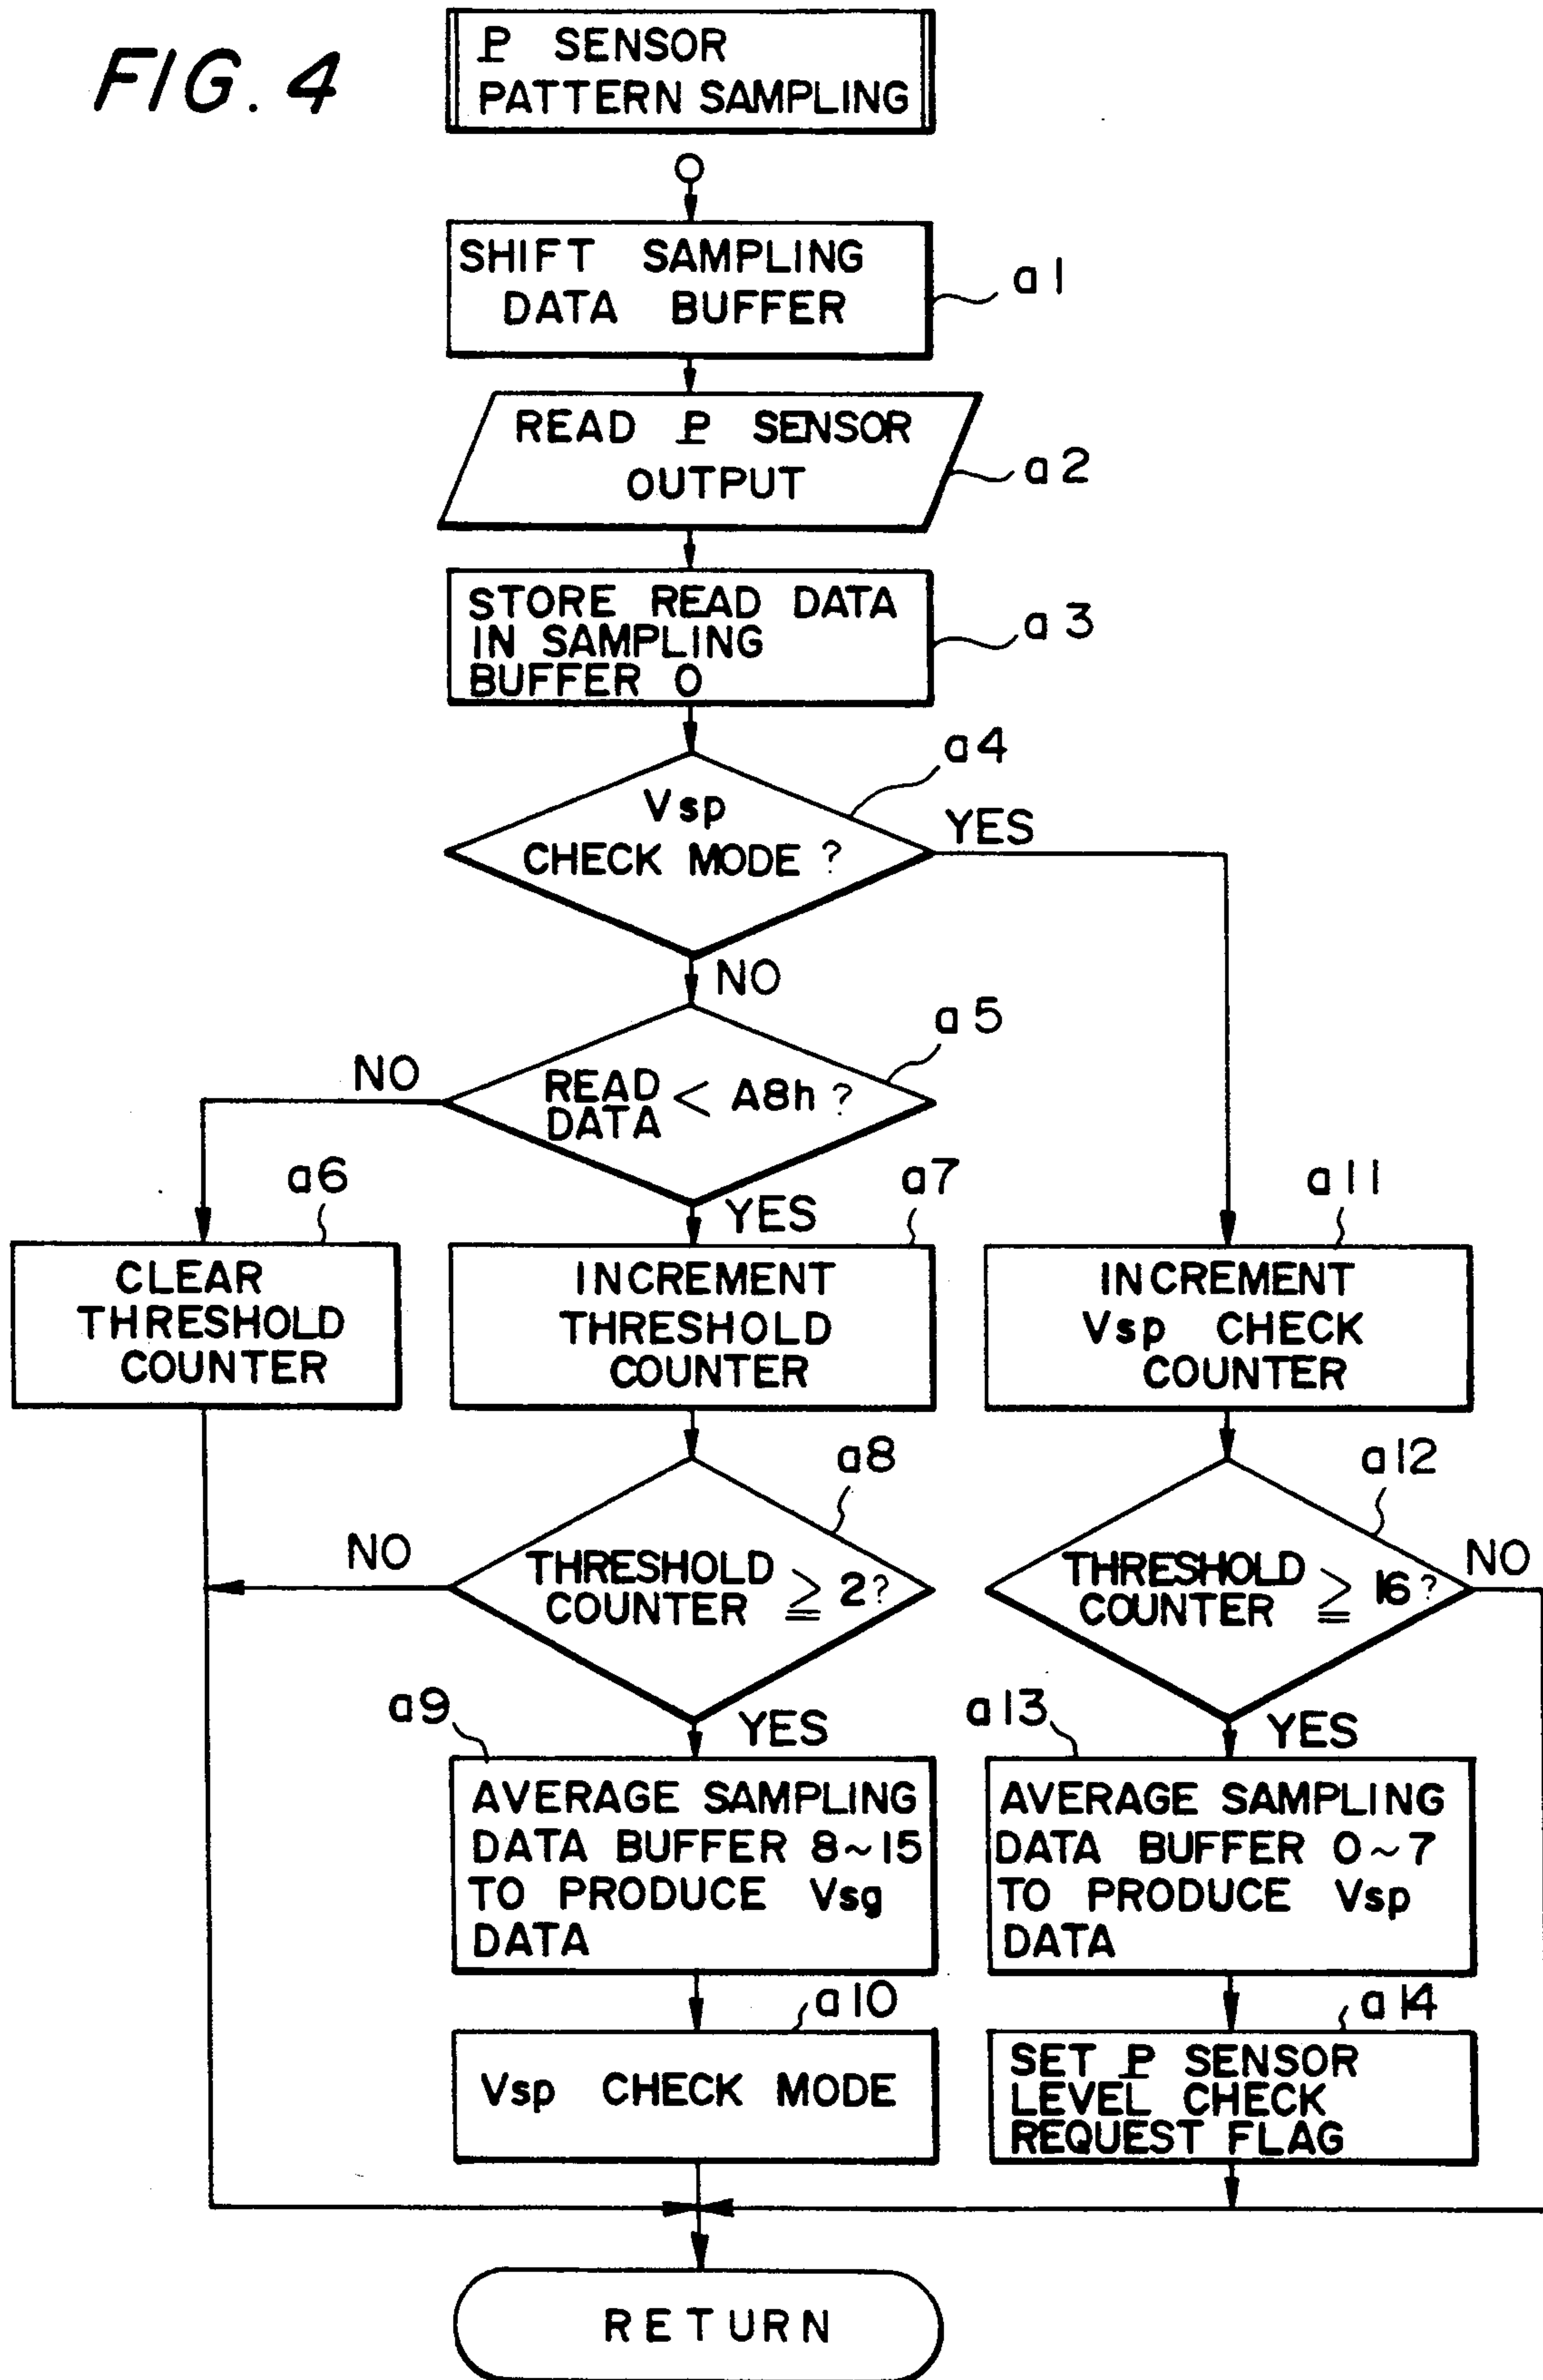 FIG. 4
P SENSOR
PATTERN SAMPLING
SHIFT SAMPLING
DATA BUFFER
a1
READ P SENSOR
OUTPUT
a2
STORE READ DATA
IN SAMPLING
BUFFER 0
a3
a4
Vsp
CHECK MODE ?
YES
NO
a5
READ
DATA < A8h ?
NO
YES
a6
CLEAR
THRESHOLD
COUNTER
a7
INCREMENT
THRESHOLD
COUNTER
a11
INCREMENT
Vsp CHECK
COUNTER
a8
THRESHOLD
COUNTER ≧ 2?
NO
YES
a12
THRESHOLD
COUNTER ≧ 16?
NO
YES
a9
AVERAGE SAMPLING
DATA BUFFER 8~15
TO PRODUCE Vsg
DATA
a13
AVERAGE SAMPLING
DATA BUFFER 0~7
TO PRODUCE Vsp
DATA
a10
Vsp CHECK MODE
a14
SET P SENSOR
LEVEL CHECK
REQUEST FLAG
RETURN